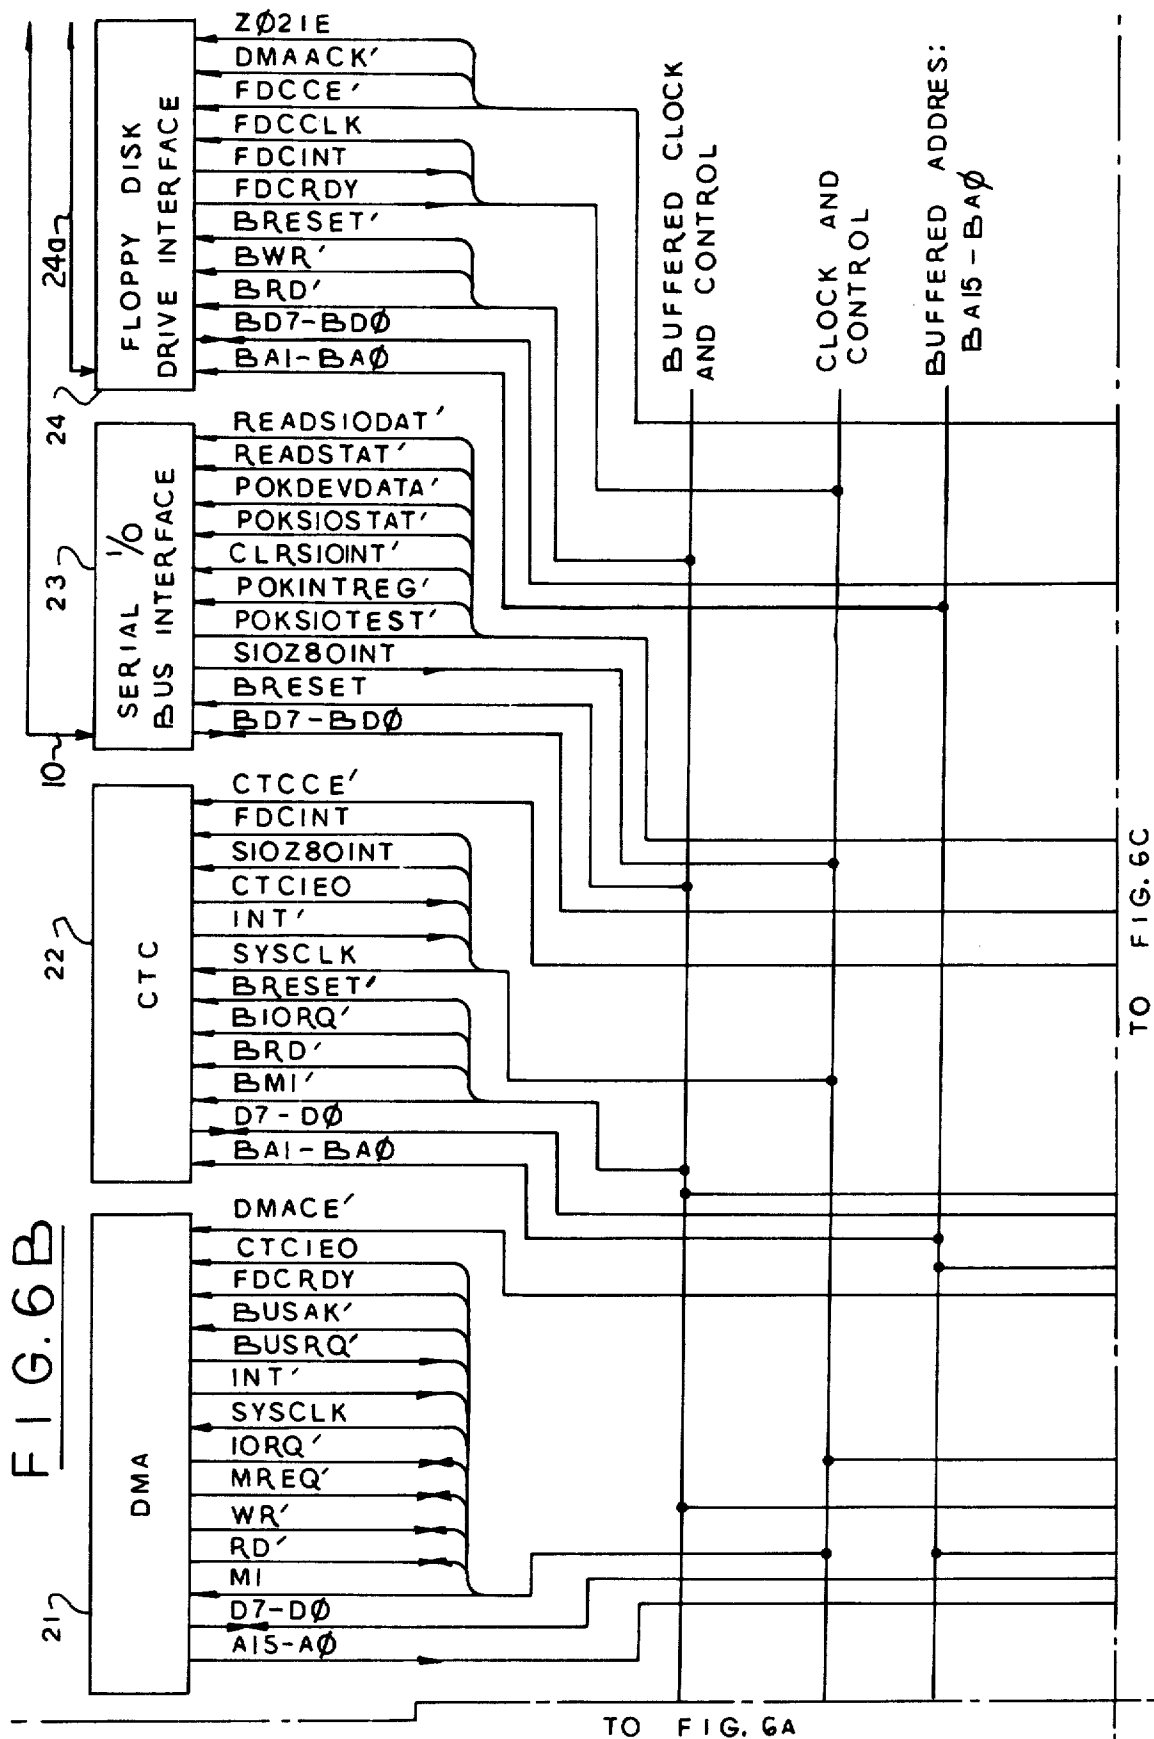 FIG. 6B
21
DMA
DMACE'
CTCIEO
FDCRDY
BUSAK'
BUSRQ'
INT'
SYSCLK
IORQ'
MREQ'
WR'
RD'
M1
D7-DØ
A15-AØ
22
CTC
CTCCE'
FDCINT
SIOZ80INT
CTCIEO
INT'
SYSCLK
BRESET'
BIORQ'
BRD'
BM1'
D7-DØ
BA1-BAØ
10
23
SERIAL I/O
BUS INTERFACE
READSIODAT'
READSTAT'
POKDEVDATA'
POKSIOSTAT'
CLRSIOINT'
POKINTREG'
POKSIOTEST'
SIOZ80INT
BRESET
BD7-BDØ
24
24a
FLOPPY DISK
DRIVE INTERFACE
ZØ21E
DMAACK'
FDCCE'
FDCCLK
FDCINT
FDCRDY
BRESET'
BWR'
BRD'
BD7-BDØ
BA1-BAØ
BUFFERED CLOCK
AND CONTROL
CLOCK AND
CONTROL
BUFFERED ADDRES:
BA15-BAØ
TO FIG. 6A
TO FIG. 6C